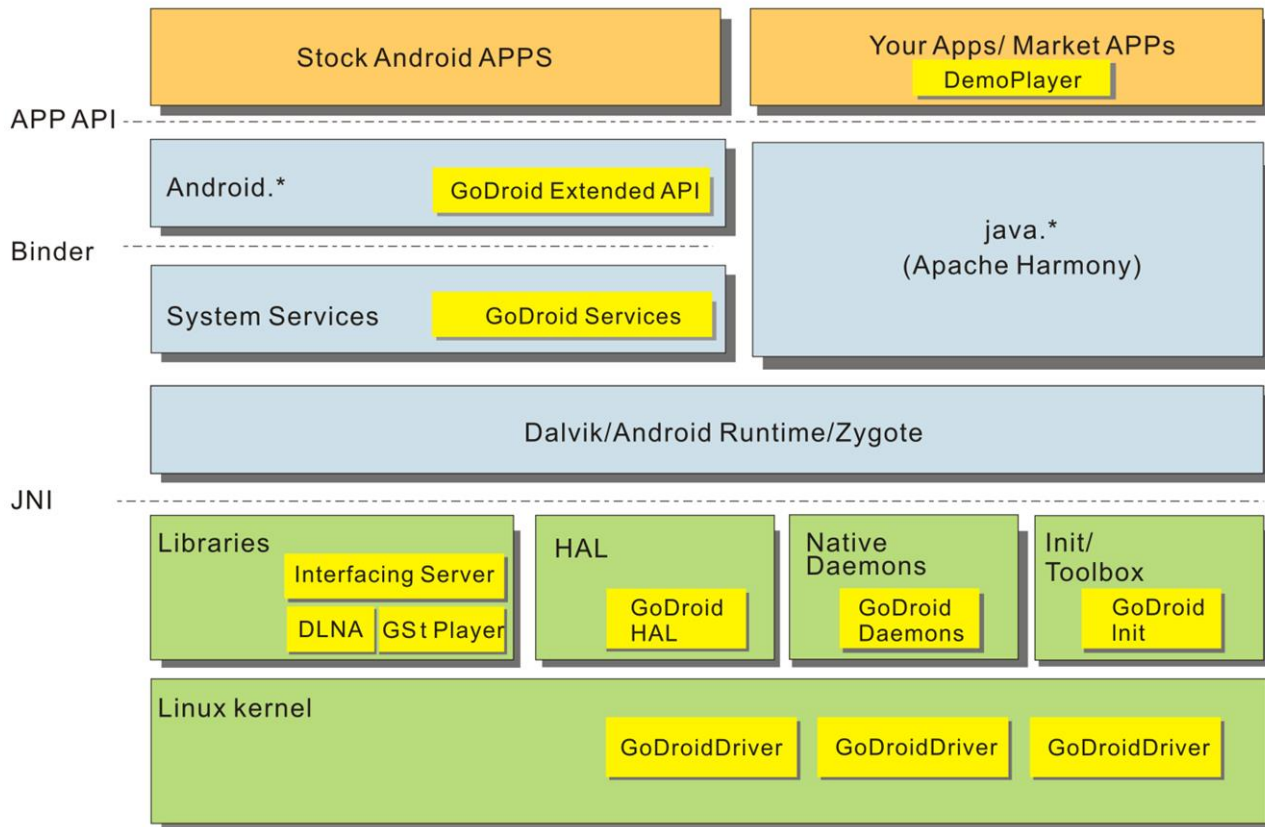 Stock Android APPS
Your Apps/ Market APPs
DemoPlayer
APP API
Android.*
GoDroid Extended API
java.*
(Apache Harmony)
Binder
System Services
GoDroid Services
Dalvik/Android Runtime/Zygote
JNI
Libraries
Interfacing Server
DLNA
GSt Player
HAL
GoDroid
HAL
Native
Daemons
GoDroid
Daemons
Init/
Toolbox
GoDroid
Init
Linux kernel
GoDroidDriver
GoDroidDriver
GoDroidDriver